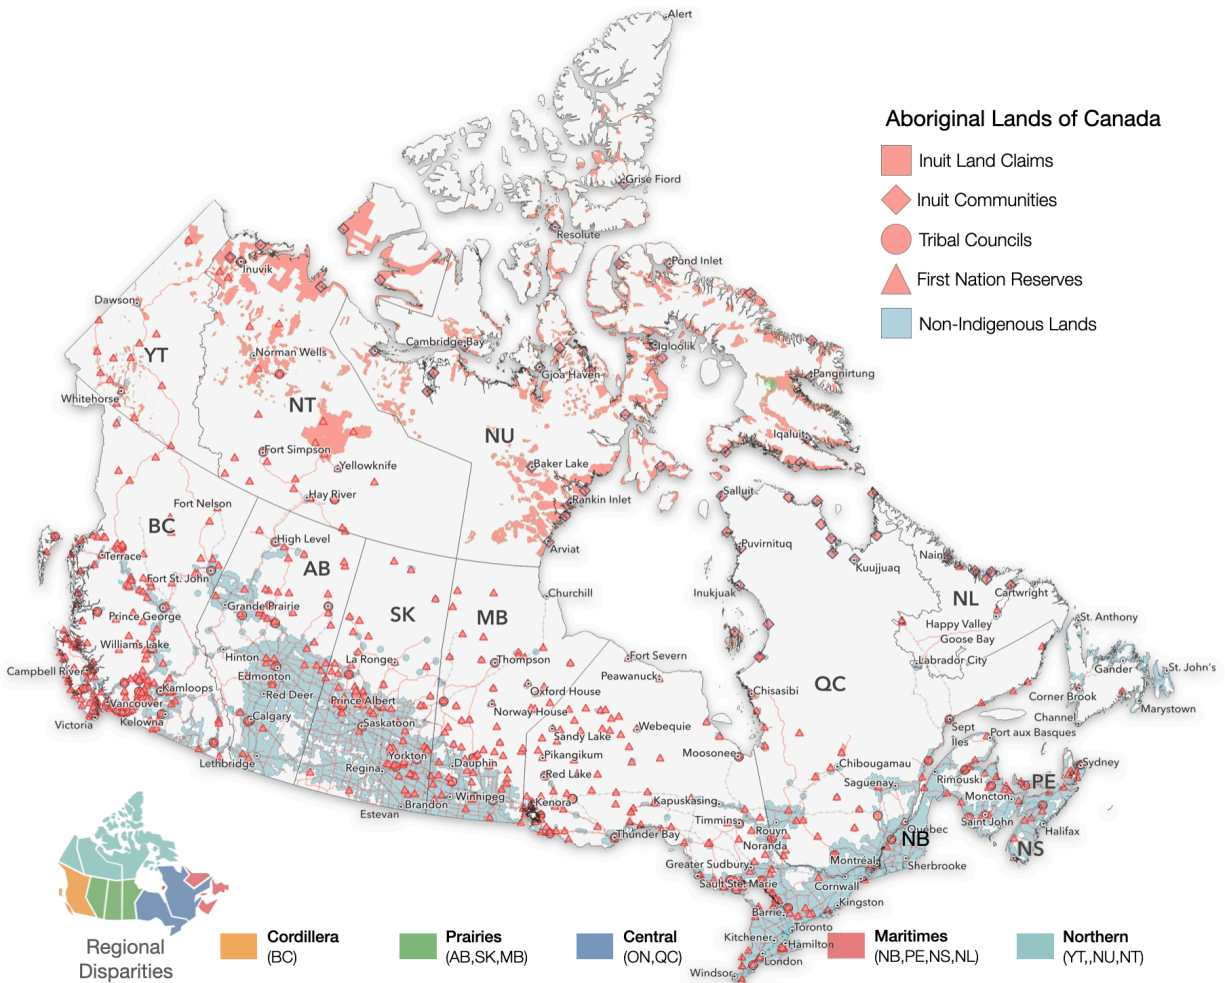 Alert
Aboriginal Lands of Canada
Inuit Land Claims
Inuit Communities
Tribal Councils
First Nation Reserves
Non-Indigenous Lands
Grise Fiord
Resolute
Pond Inlet
Inuvik
Dawson
Cambridge Bay
Igloolik
YT
Norman Wells
Gjoa Haven
Pangnirtung
Whitehorse
NT
NU
Iqaluit
Fort Simpson
Yellowknife
Baker Lake
Hay River
Rankin Inlet
Salluit
Fort Nelson
BC
High Level
Arviat
Puvirnituq
Terrace
Nain
Kuujjuaq
Fort St. John
AB
Churchill
Inukjuak
Cartwright
NL
Grande Prairie
SK
MB
Prince George
Happy Valley
Goose Bay
St. Anthony
Williams Lake
Hinton
La Ronge
Thompson
Fort Severn
Labrador City
Gander
St. John's
Campbell River
Edmonton
Peawanuck
QC
Kamloops
Red Deer
Prince Albert
Oxford House
Chisasibi
Corner Brook
Vancouver
Norway House
Marystown
Victoria
Kelowna
Calgary
Saskatoon
Webequie
Sept
Îles
Channel
Port aux Basques
Sandy Lake
Lethbridge
Regina
Yorkton
Dauphin
Pikangikum
Moosonee
Chibougamau
Sydney
Red Lake
Saguenay
Rimouski
PE
Moncton
Brandon
Winnipeg
Kenora
Kapuskasing
Estevan
Timmins
Rouyn
Noranda
Saint John
Halifax
Thunder Bay
Québec
NB
NS
Greater Sudbury
Montréal
Sherbrooke
Sault Ste. Marie
Cornwall
Kingston
Barrie
Toronto
Kitchener
Hamilton
London
Windsor
Regional
Disparities
Cordillera
(BC)
Prairies
(AB,SK,MB)
Central
(ON,QC)
Maritimes
(NB,PE,NS,NL)
Northern
(YT,,NU,NT)